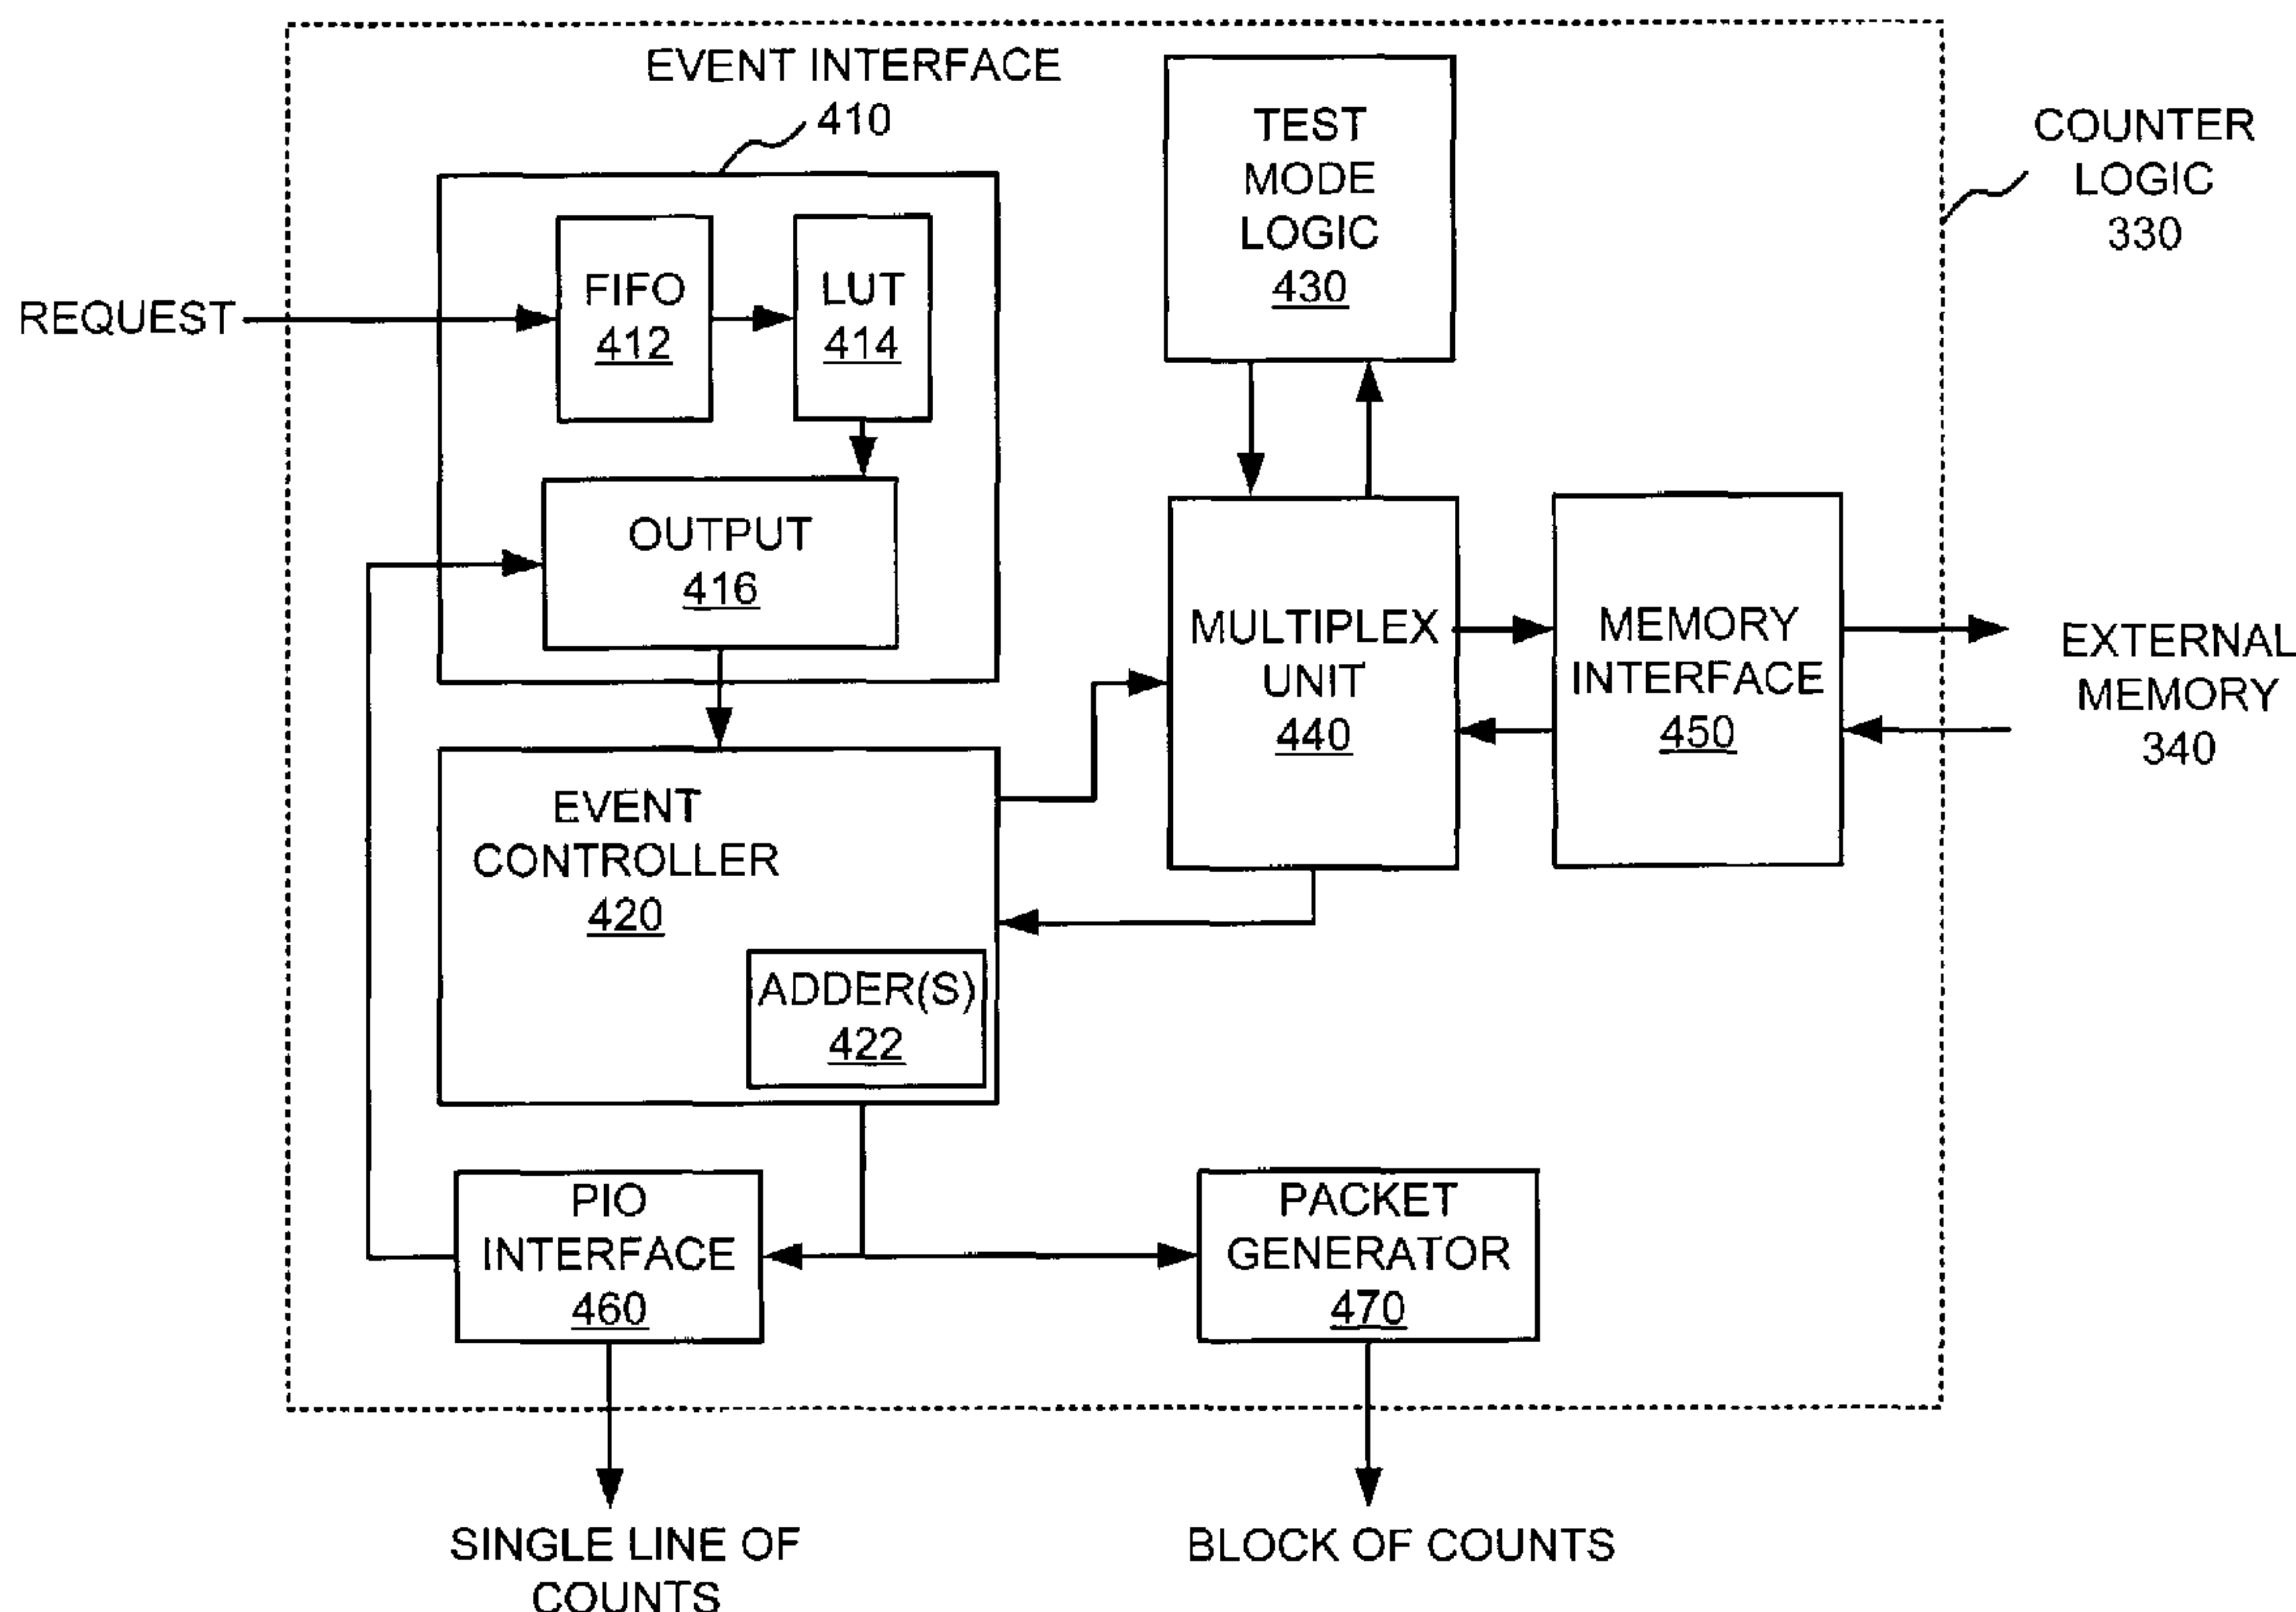 EVENT INTERFACE
410
TEST
MODE
LOGIC
430
COUNTER
LOGIC
330
REQUEST
FIFO
412
LUT
414
OUTPUT
416
MULTIPLEX
UNIT
440
MEMORY
INTERFACE
450
EXTERNAL
MEMORY
340
EVENT
CONTROLLER
420
ADDER(S)
422
PIO
INTERFACE
460
PACKET
GENERATOR
470
SINGLE LINE OF
COUNTS
BLOCK OF COUNTS